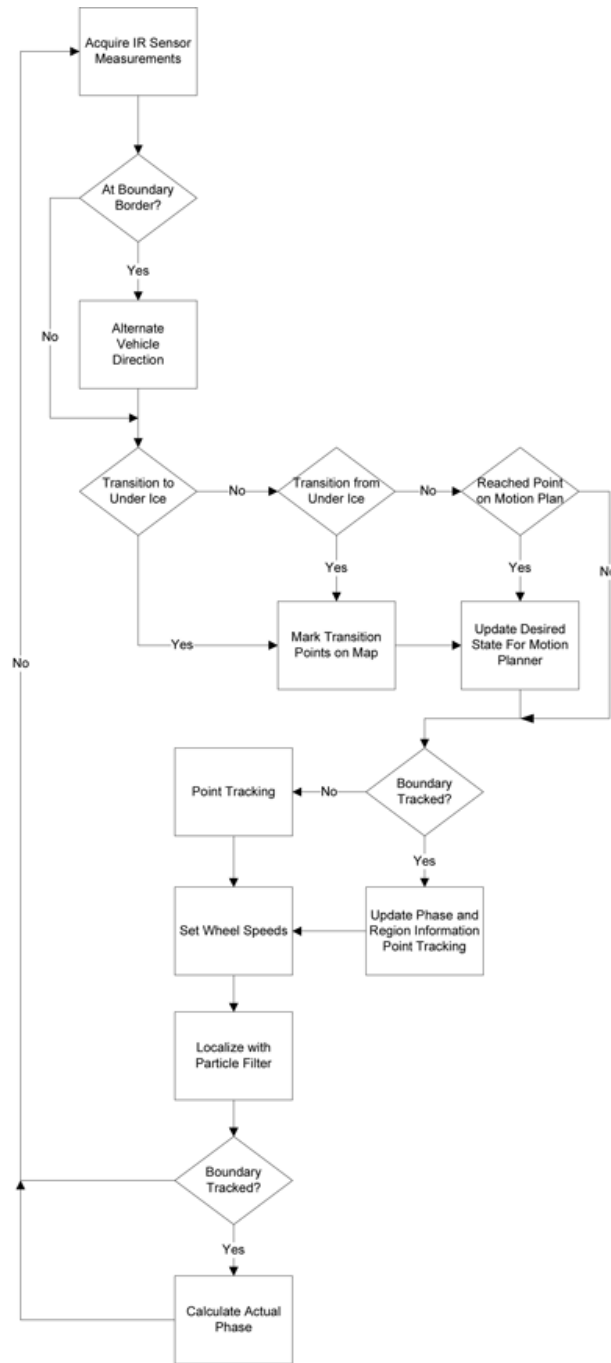 Acquire IR Sensor
Measurements
At Boundary
Border?
Yes
No
Alternate
Vehicle
Direction
Transition to
Under Ice
No
Transition from
Under Ice
No
Reached Point
on Motion Plan
Yes
Yes
No
Yes
Mark Transition
Points on Map
Update Desired
State For Motion
Planner
No
Point Tracking
No
Boundary
Tracked?
Yes
Set Wheel Speeds
Update Phase and
Region Information
Point Tracking
Localize with
Particle Filter
Boundary
Tracked?
Yes
Calculate Actual
Phase